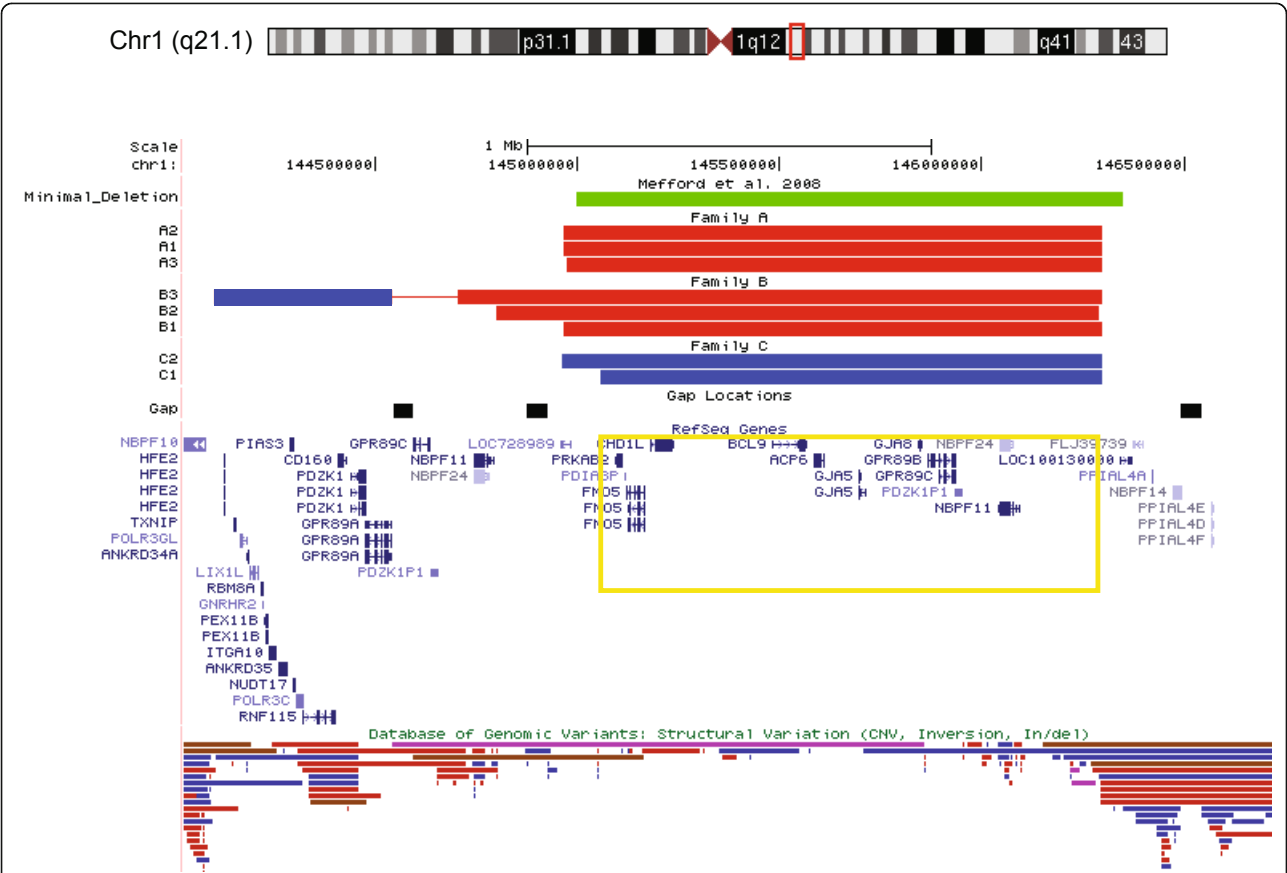 Chr1 (q21.1) p31.1 1q12 q41 43
Scale 1 Mb
chr1: 144500000 145000000 145500000 146000000 146500000
Mefford et al. 2008
Minimal_Deletion
Family A
A2
A1
A3
Family B
B3
B2
B1
Family C
C2
C1
Gap Locations
Gap
RefSeq Genes
NBPF10 PIAS3 GPR89C LOC728989 CHD1L BCL9 GJA8 NBPF24 FLJ39739
HFE2 CD160 NBPF11 PRKAB2 ACP6 GPR89B LOC100130000
HFE2 PDZK1 NBPF24 PDIA3P GJA5 GPR89C PPIAL4A
HFE2 PDZK1 FMO5 GJA5 PDZK1P1 NBPF14
HFE2 PDZK1 FMO5 NBPF11 PPIAL4E
TXNIP GPR89A FMO5 PPIAL4D
POLR3GL GPR89A PPIAL4F
ANKRD34A GPR89A
LIX1L PDZK1P1
RBM8A
GNRHR2
PEX11B
PEX11B
ITGA10
ANKRD35
NUDT17
POLR3C
RNF115
Database of Genomic Variants: Structural Variation (CNV, Inversion, In/del)